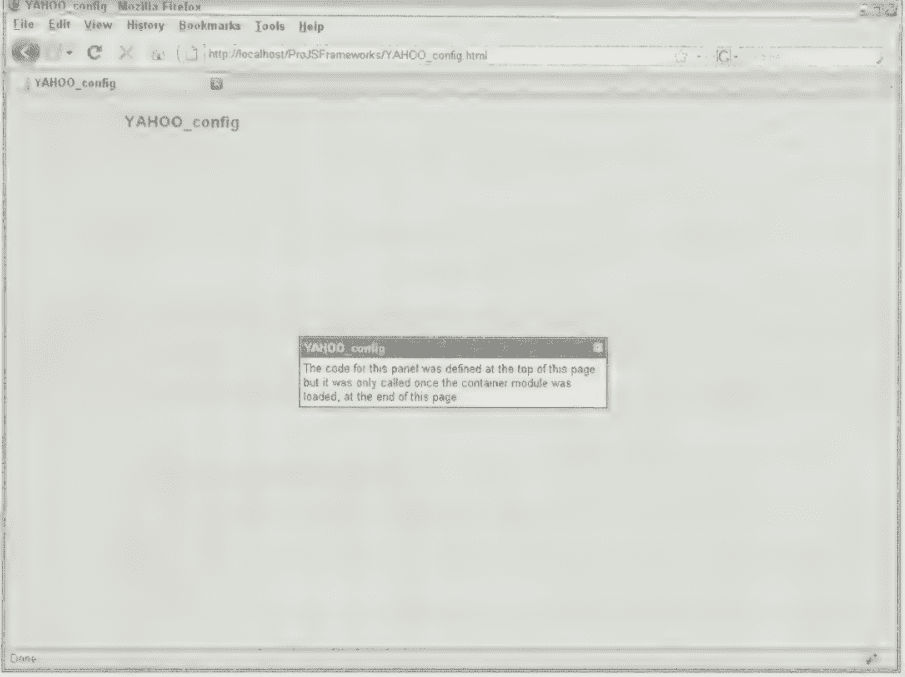 YAHOO_config Mozilla Firefox
File Edit View History Bookmarks Tools Help
http://localhost/ProJSFrameworks/YAHOO_config.html
YAHOO_config
YAHOO_config
YAHOO_config
The code for this panel was defined at the top of this page
but it was only called once the container module was
loaded, at the end of this page
Done